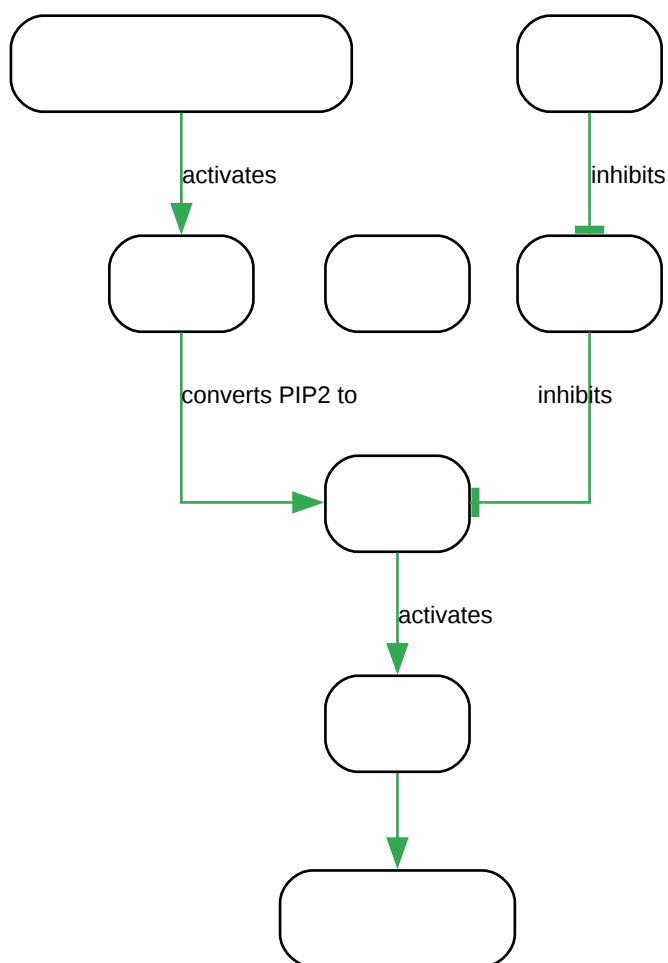 activates
inhibits
converts PIP2 to
inhibits
activates